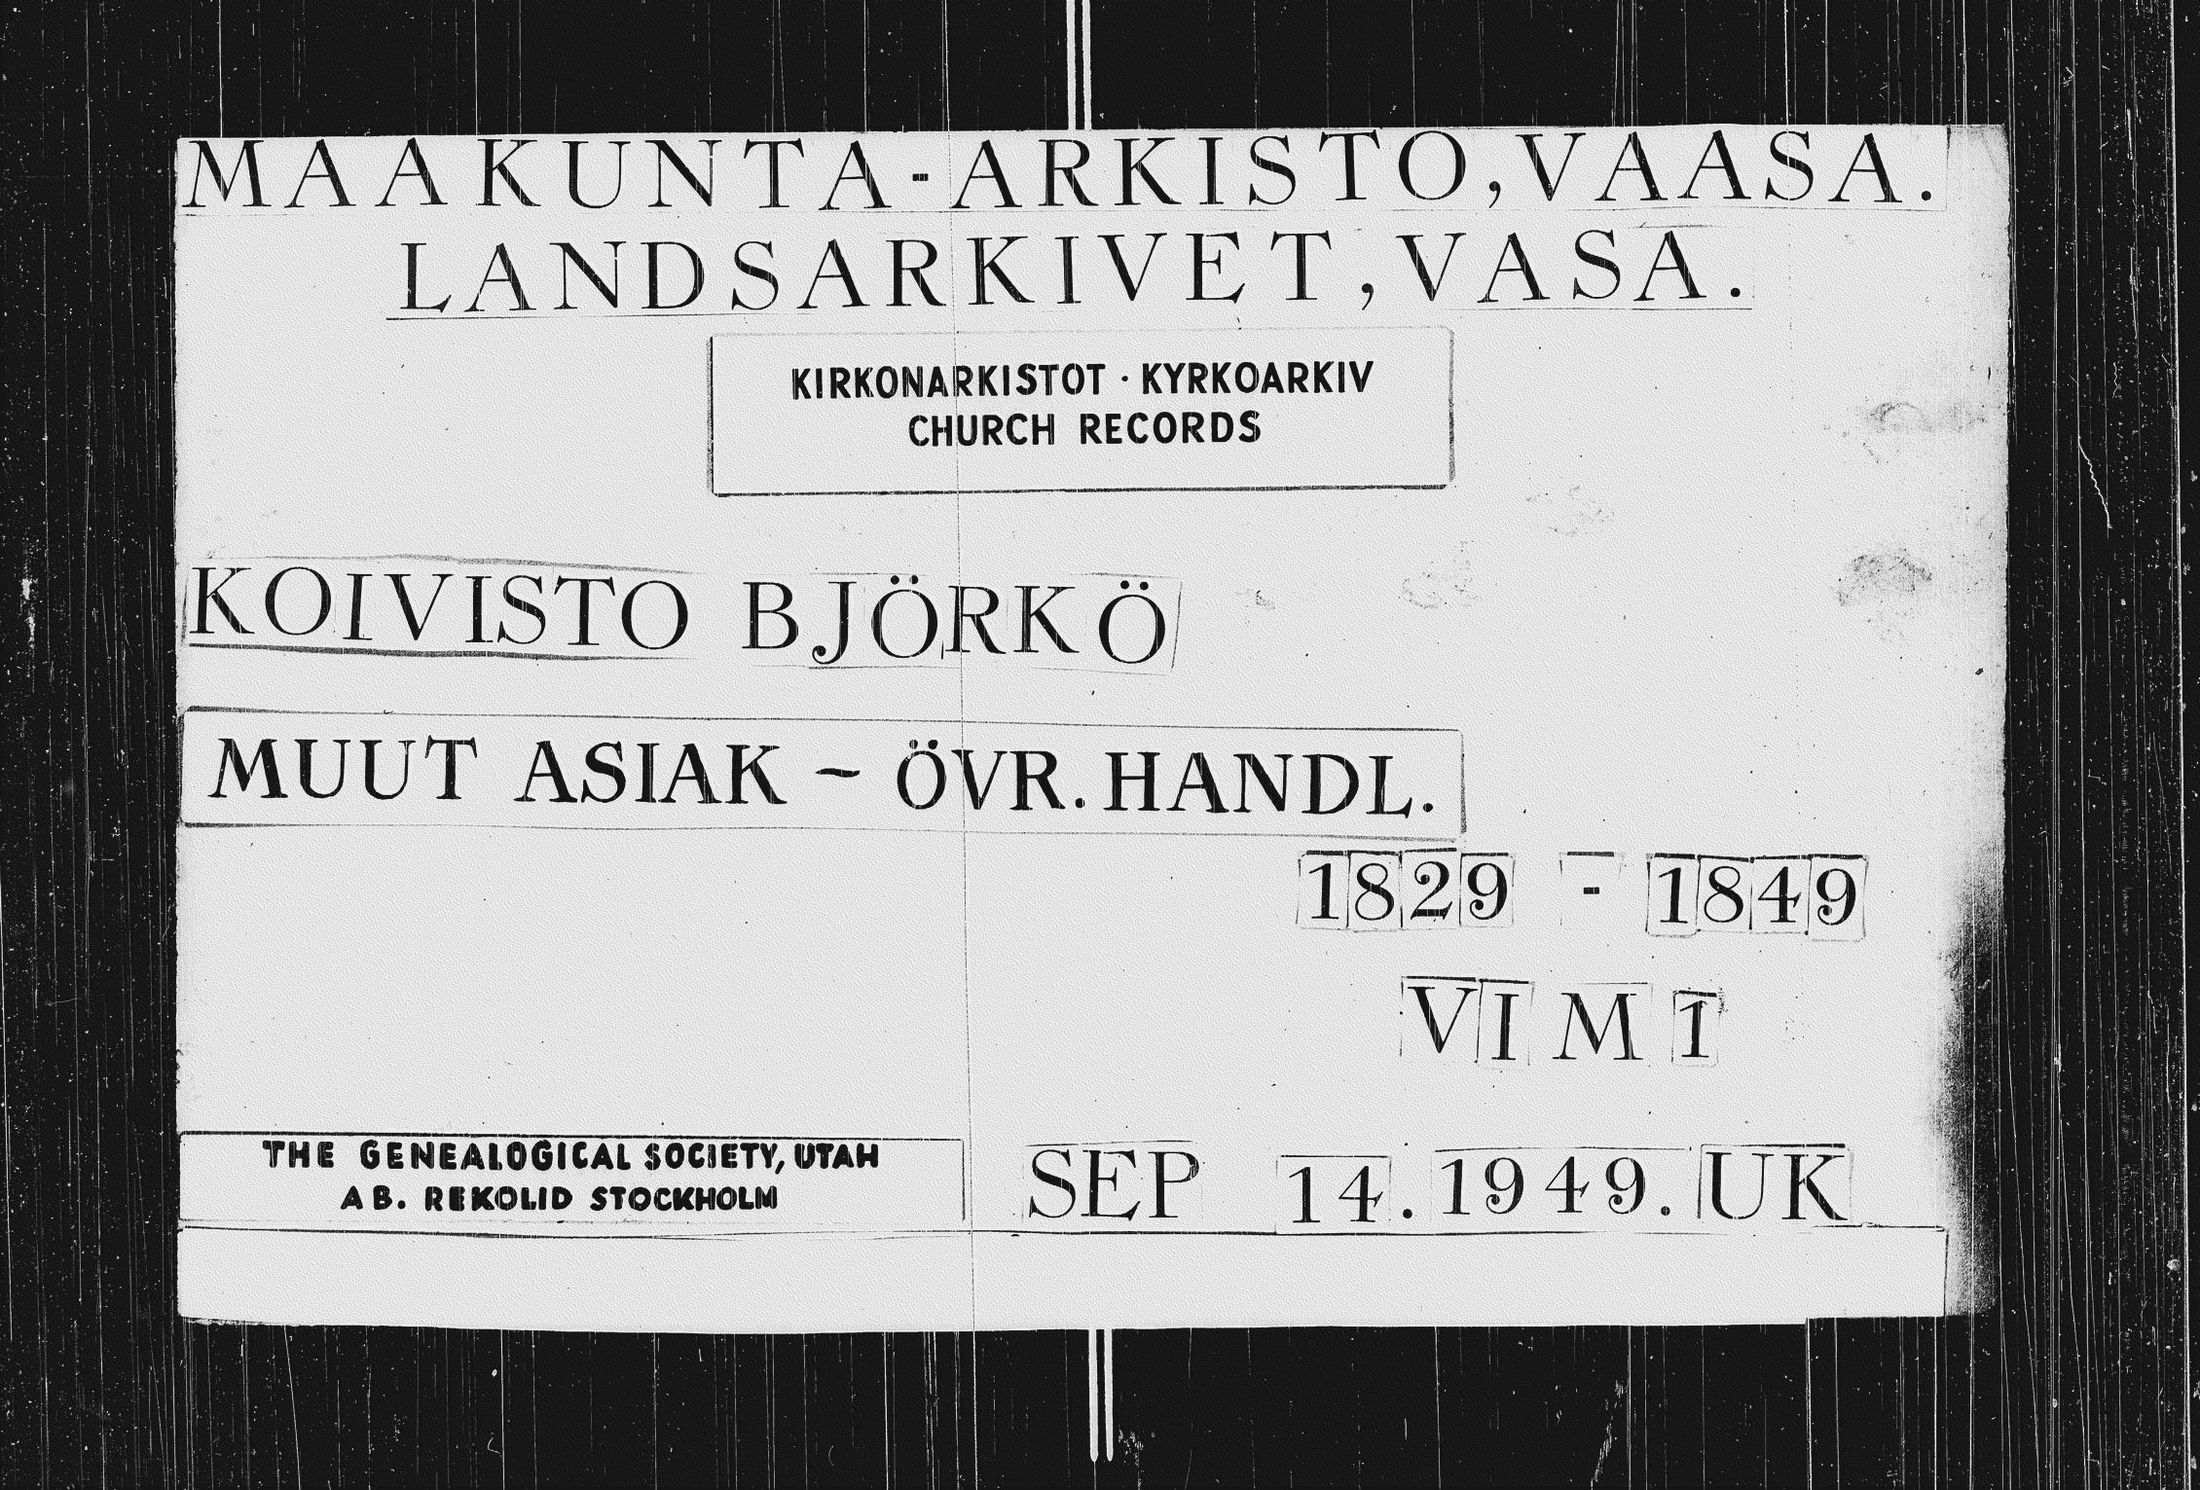 MAAKUNTA-ARKISTO, VAASA.
LANDSARKIVET, VASA.
KIRKONARKISTOT · KYRKOARKIV
CHURCH RECORDS
KOIVISTO BJÖRKÖ
MUUT ASIAK ~ ÖVR. HANDL.
1829 - 1849
VI M 1
THE GENEALOGICAL SOCIETY, UTAH
AB. REKOLID STOCKHOLM
SEP 14. 1949. UK